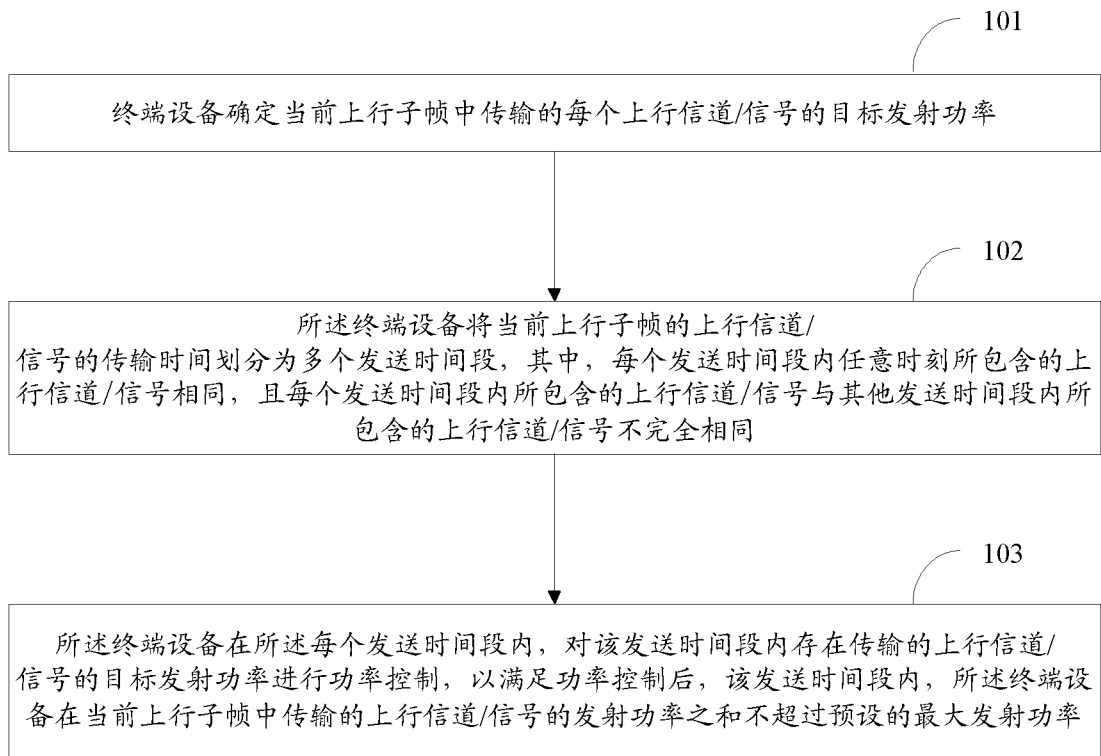 101
终端设备确定当前上行子帧中传输的每个上行信道/信号的目标发射功率
102
所述终端设备将当前上行子帧的上行信道/
信号的传输时间划分为多个发送时间段，其中，每个发送时间段内任意时刻所包含的上
行信道/信号相同，且每个发送时间段内所包含的上行信道/信号与其他发送时间段内所
包含的上行信道/信号不完全相同
103
所述终端设备在所述每个发送时间段内，对该发送时间段内存在传输的上行信道/
信号的目标发射功率进行功率控制，以满足功率控制后，该发送时间段内，所述终端设
备在当前上行子帧中传输的上行信道/信号的发射功率之和不超过预设的最大发射功率